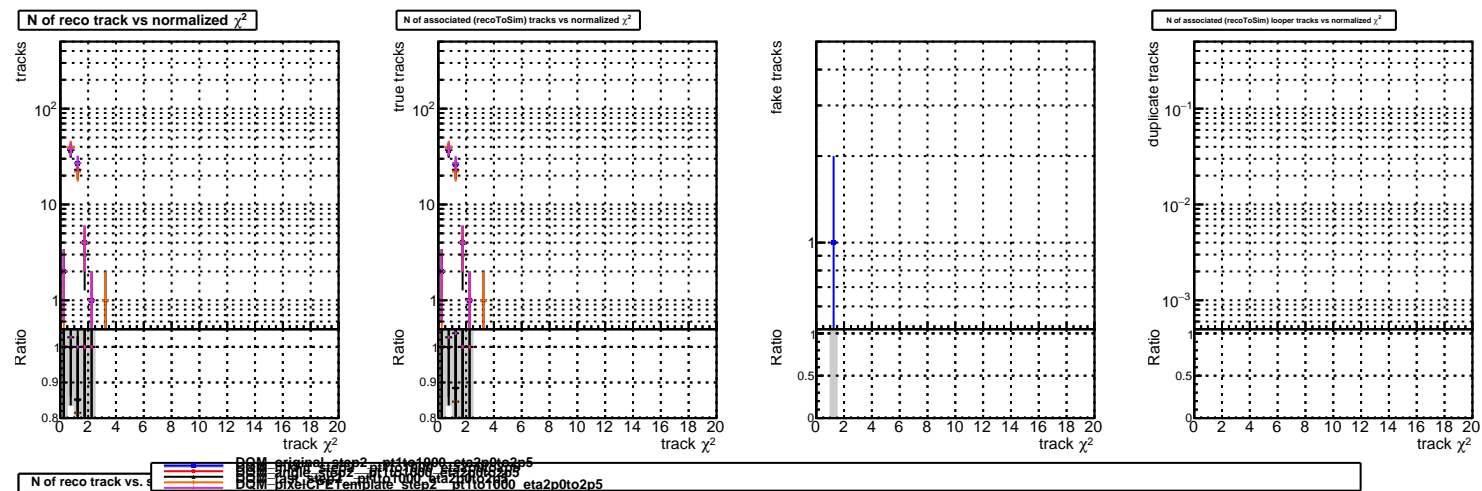 N of reco track vs normalized χ²
N of associated (recoToSim) tracks vs normalized χ²
N of associated (recoToSim) looper tracks vs normalized χ²
tracks
10²
10
1
Ratio
1
0.9
0.8
0 2 4 6 8 10 12 14 16 18 20
track χ²
true tracks
10²
10
1
Ratio
1
0.9
0.8
0 2 4 6 8 10 12 14 16 18 20
track χ²
fake tracks
1
Ratio
1
0.5
0
0 2 4 6 8 10 12 14 16 18 20
track χ²
duplicate tracks
10⁻¹
10⁻²
10⁻³
Ratio
1
0.5
0
0 2 4 6 8 10 12 14 16 18 20
track χ²
DQM_original_step2__pt1to1000_eta2p0to2p5
DQM_angle_step2__pt1to1000_eta2p0to2p5
DQM_pixelCPETemplate_step2__pt1to1000_eta2p0to2p5
N of reco track vs.